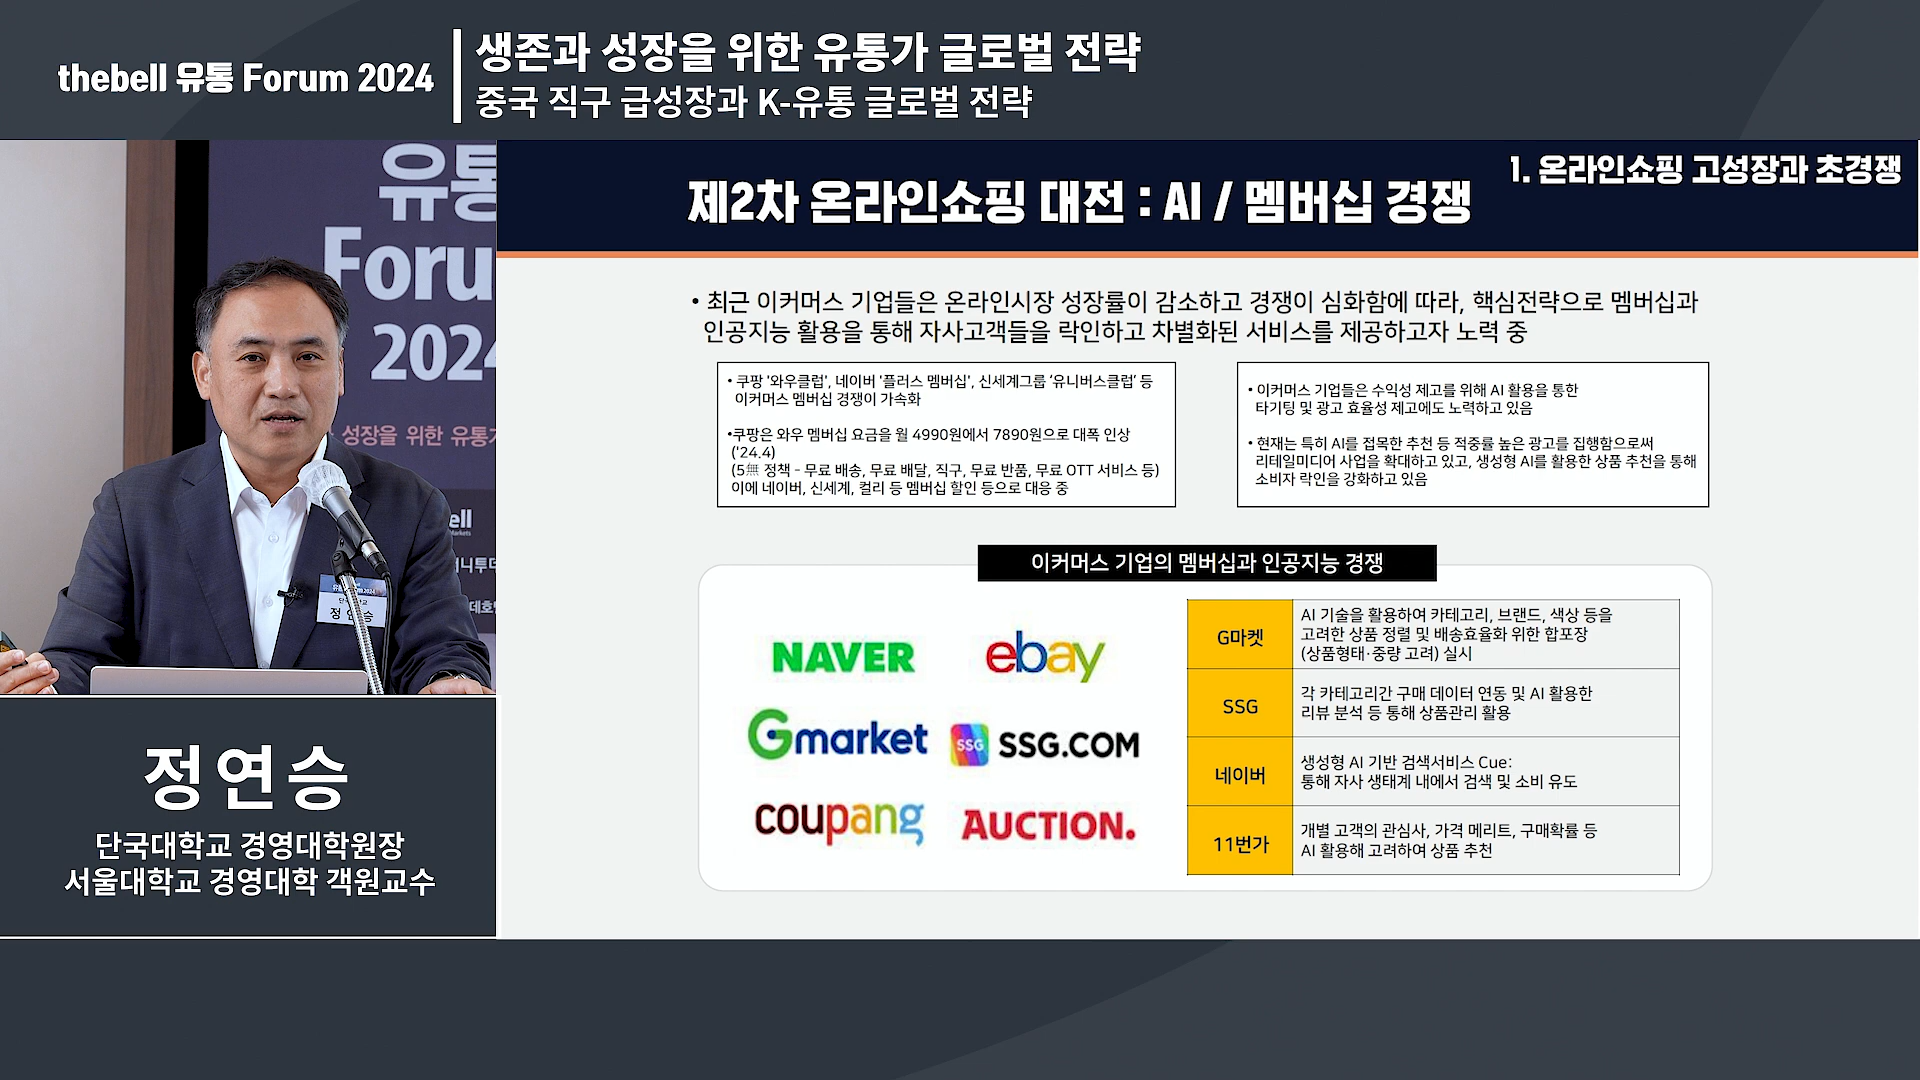 thebell 유통 Forum 2024
생존과 성장을 위한 유통가 글로벌 전략
중국 직구 급성장과 K-유통 글로벌 전략
유통
Foru
2024
성장을 위한 유통
ell
정연승
정연승
단국대학교 경영대학원장
서울대학교 경영대학 객원교수
1. 온라인쇼핑 고성장과 초경쟁
제2차 온라인쇼핑 대전 : AI / 멤버십 경쟁
• 최근 이커머스 기업들은 온라인시장 성장률이 감소하고 경쟁이 심화함에 따라, 핵심전략으로 멤버십과
인공지능 활용을 통해 자사고객들을 락인하고 차별화된 서비스를 제공하고자 노력 중
• 쿠팡 '와우클럽', 네이버 '플러스 멤버십', 신세계그룹 '유니버스클럽' 등
이커머스 멤버십 경쟁이 가속화
•쿠팡은 와우 멤버십 요금을 월 4990원에서 7890원으로 대폭 인상
('24.4)
(5無 정책 - 무료 배송, 무료 배달, 직구, 무료 반품, 무료 OTT 서비스 등)
이에 네이버, 신세계, 컬리 등 멤버십 할인 등으로 대응 중
• 이커머스 기업들은 수익성 제고를 위해 AI 활용을 통한
타기팅 및 광고 효율성 제고에도 노력하고 있음
• 현재는 특히 AI를 접목한 추천 등 적중률 높은 광고를 집행함으로써
리테일미디어 사업을 확대하고 있고, 생성형 AI를 활용한 상품 추천을 통해
소비자 락인을 강화하고 있음
이커머스 기업의 멤버십과 인공지능 경쟁
NAVER
ebay
Gmarket
SSG SSG.COM
coupang
AUCTION.
G마켓
AI 기술을 활용하여 카테고리, 브랜드, 색상 등을
고려한 상품 정렬 및 배송효율화 위한 합포장
(상품형태·중량 고려) 실시
SSG
각 카테고리간 구매 데이터 연동 및 AI 활용한
리뷰 분석 등 통해 상품관리 활용
네이버
생성형 AI 기반 검색서비스 Cue:
통해 자사 생태계 내에서 검색 및 소비 유도
11번가
개별 고객의 관심사, 가격 메리트, 구매확률 등
AI 활용해 고려하여 상품 추천